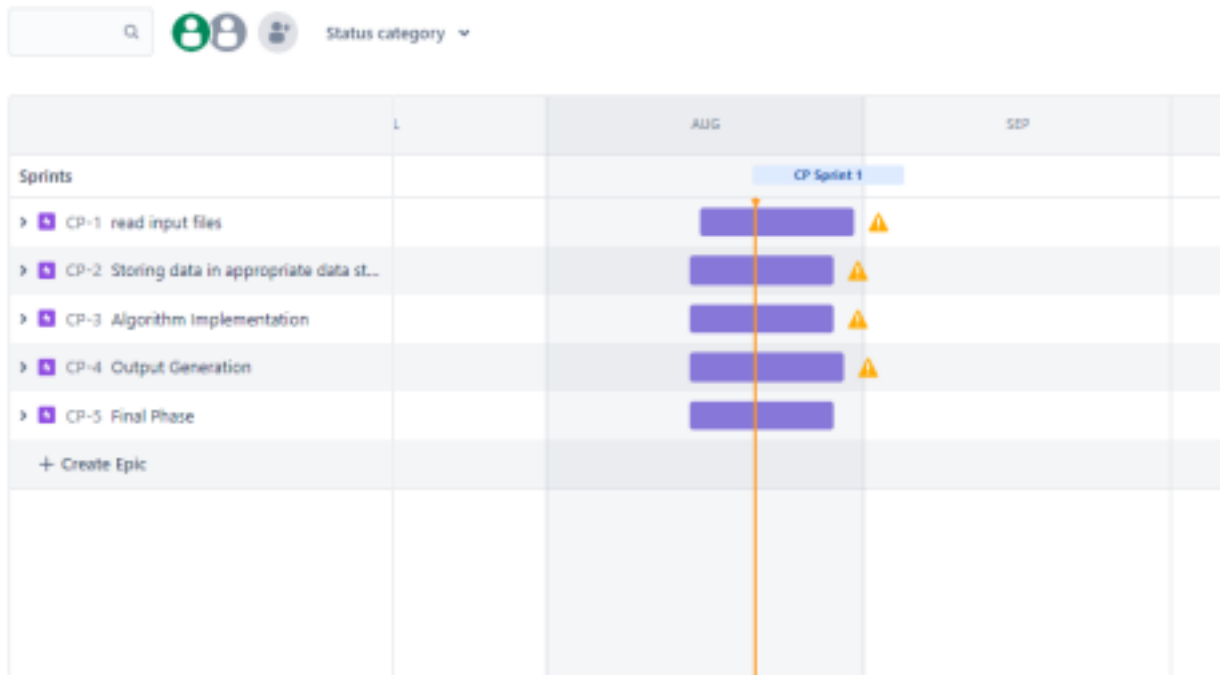 Status category
L AUG SEP
Sprints CP Sprint 1
CP-1 read input files
CP-2 Storing data in appropriate data st...
CP-3 Algorithm Implementation
CP-4 Output Generation
CP-5 Final Phase
+ Create Epic